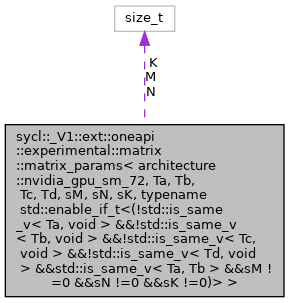 size_t
K
M
N
sycl::_V1::ext::oneapi
::experimental::matrix
::matrix_params< architecture
::nvidia_gpu_sm_72, Ta, Tb,
Tc, Td, sM, sN, sK, typename
std::enable_if_t<(!std::is_same
_v< Ta, void > &&!std::is_same_v
< Tb, void > &&!std::is_same_v< Tc,
void > &&!std::is_same_v< Td, void
> &&std::is_same_v< Ta, Tb > &&sM !
=0 &&sN !=0 &&sK !=0)> >